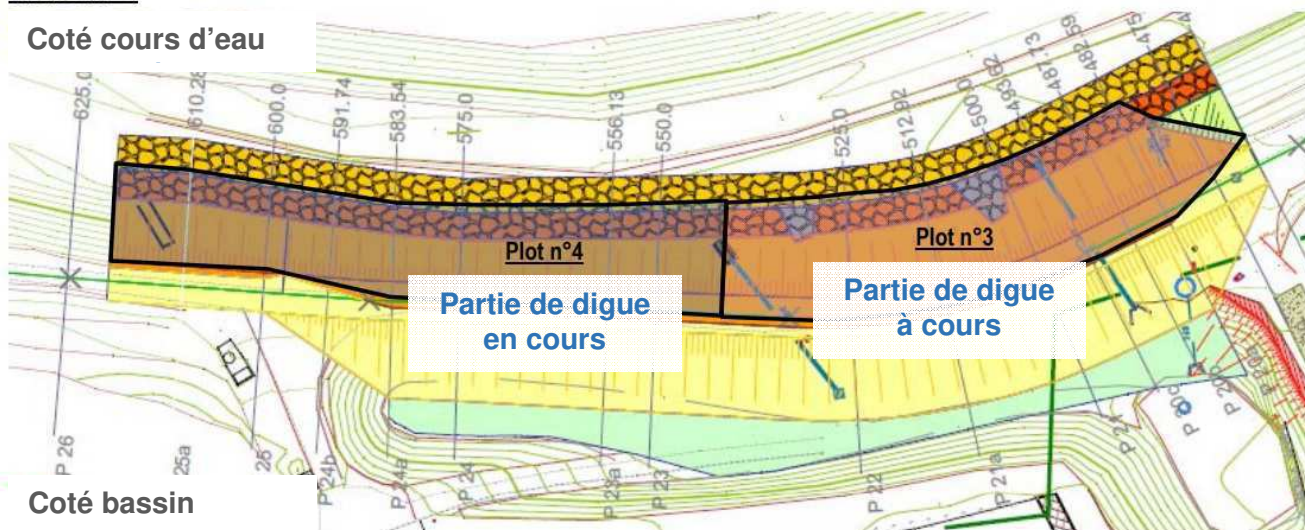 Coté cours d’eau
625.0
610.28
600.0
591.74
583.54
575.0
556.13
550.0
525.0
512.92
500.0
493.62
487.73
482.59
475
Plot n°4
Plot n°3
Partie de digue
en cours
Partie de digue
à cours
P 26
25a
25
P 24b
P 24a
P 24
P 23a
P 23
P 22
P 21a
P 20c
Coté bassin